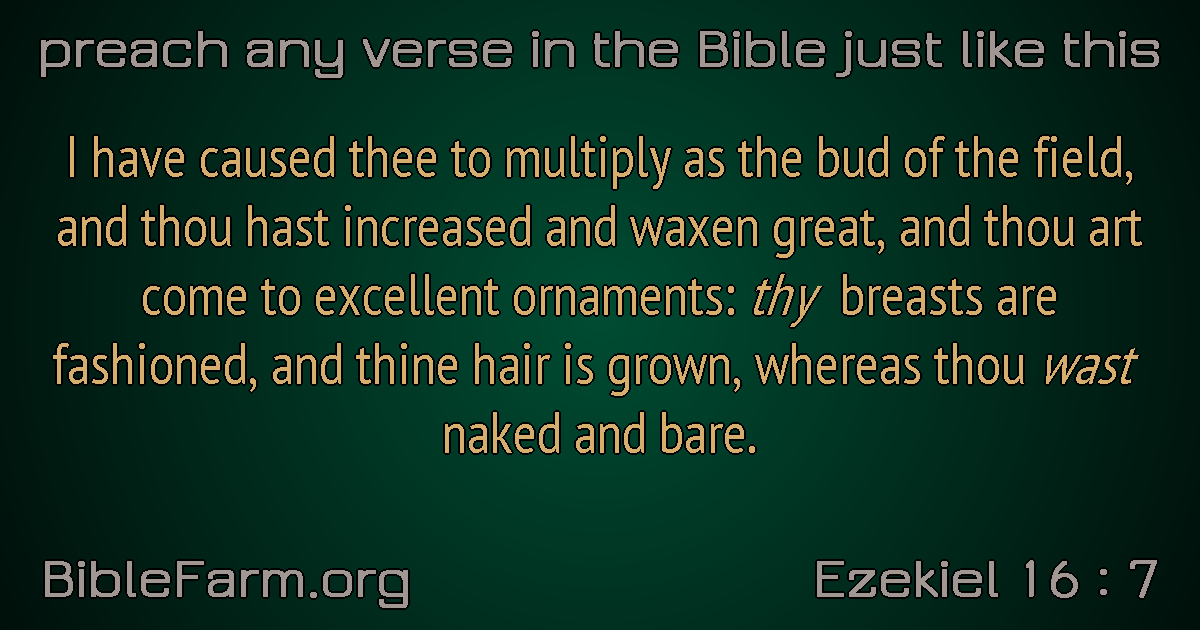 preach any verse in the Bible just like this
I have caused thee to multiply as the bud of the field,
and thou hast increased and waxen great, and thou art
come to excellent ornaments: thy breasts are
fashioned, and thine hair is grown, whereas thou wast
naked and bare.
BibleFarm.org
Ezekiel 16 : 7